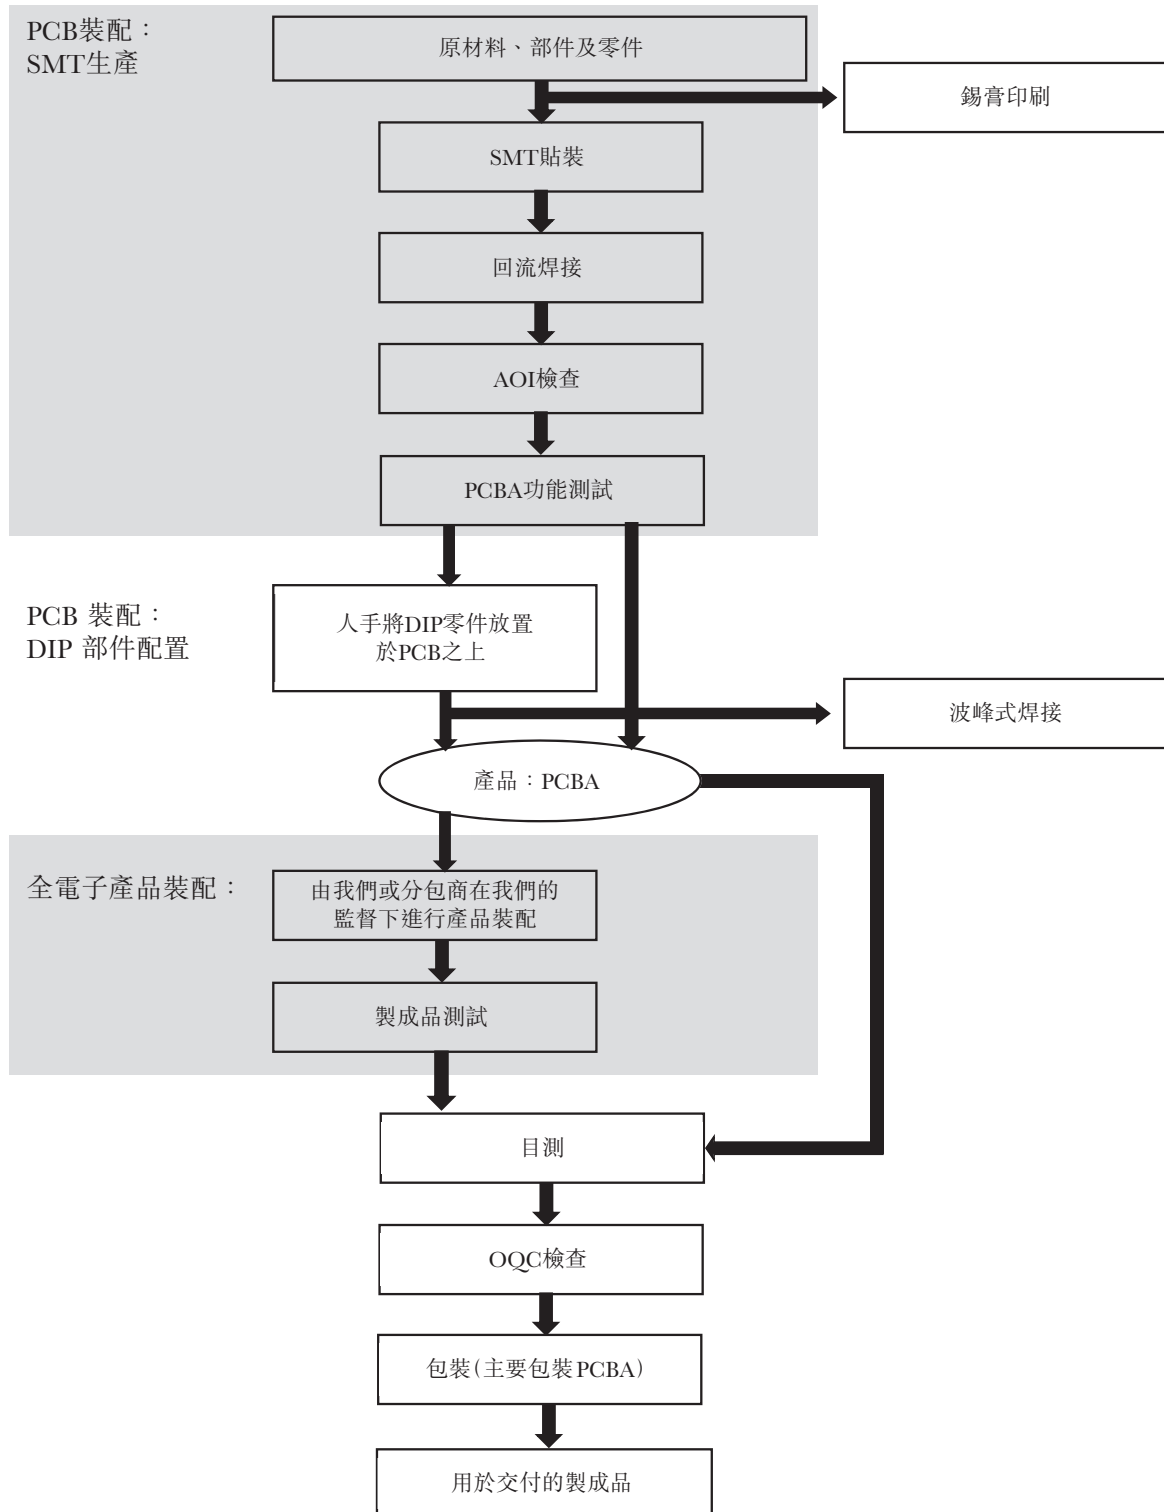 PCB裝配：
SMT生產
原材料、部件及零件
錫膏印刷
SMT貼裝
回流焊接
AOI檢查
PCBA功能測試
PCB 裝配：
DIP 部件配置
人手將DIP零件放置
於PCB之上
波峰式焊接
產品：PCBA
全電子產品裝配：
由我們或分包商在我們的
監督下進行產品裝配
製成品測試
目測
OQC檢查
包裝（主要包裝PCBA）
用於交付的製成品